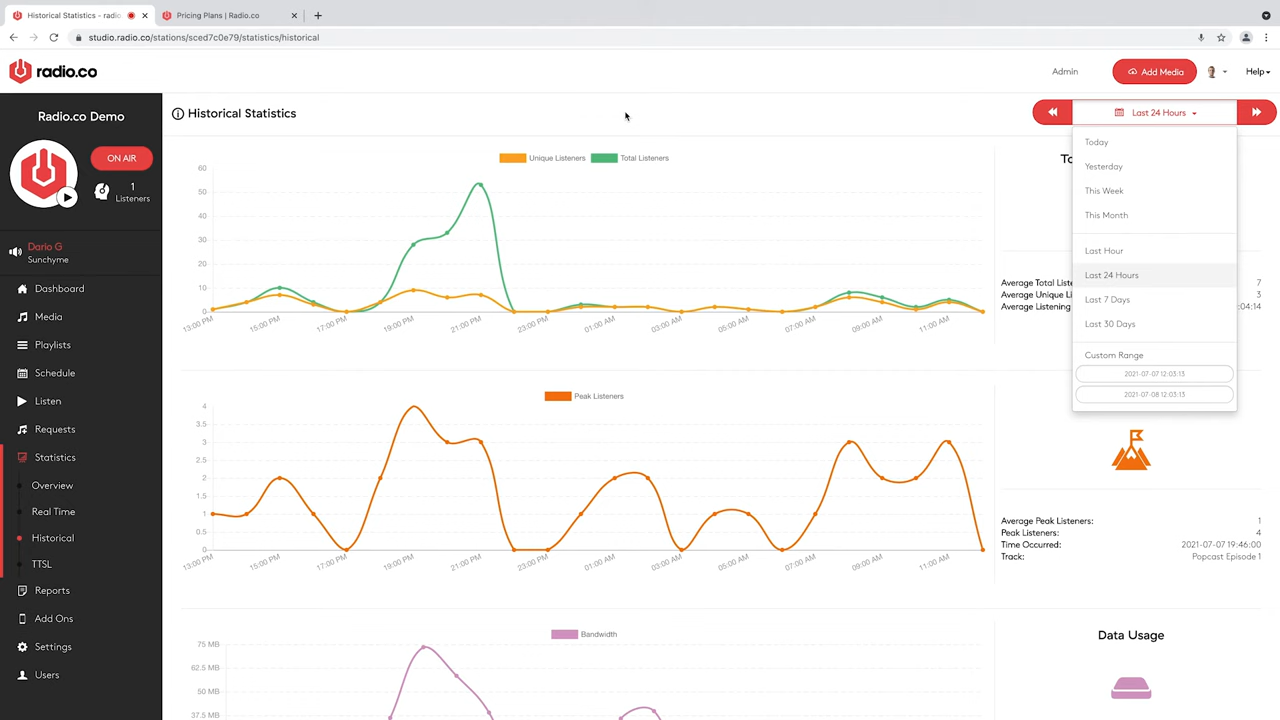 Historical Statistics - radio
Pricing Plans | Radio.co
studio.radio.co/stations/sced7c0e79/statistics/historical
radio.co
Admin
Add Media
Help
Radio.co Demo
ON AIR
1
Listeners
Dario G
Sunchyme
Dashboard
Media
Playlists
Schedule
Listen
Requests
Statistics
Overview
Real Time
Historical
TTSL
Reports
Add Ons
Settings
Users
Historical Statistics
Last 24 Hours
Today
Yesterday
This Week
This Month
Last Hour
Last 24 Hours
Last 7 Days
Last 30 Days
Custom Range
2021-07-07 12:03:13
2021-07-08 12:03:13
Unique Listeners Total Listeners
60
50
40
30
20
10
0
13:00 PM 15:00 PM 17:00 PM 19:00 PM 21:00 PM 23:00 PM 01:00 AM 03:00 AM 05:00 AM 07:00 AM 09:00 AM 11:00 AM
To
Average Total Liste 7
Average Unique Li 3
Average Listening :04:14
Peak Listeners
4
3.5
3
2.5
2
1.5
1
0.5
0
13:00 PM 15:00 PM 17:00 PM 19:00 PM 21:00 PM 23:00 PM 01:00 AM 03:00 AM 05:00 AM 07:00 AM 09:00 AM 11:00 AM
Average Peak Listeners: 1
Peak Listeners: 4
Time Occurred: 2021-07-07 19:46:00
Track: Popcast Episode 1
Bandwidth
75 MB
62.5 MB
50 MB
37.5 MB
Data Usage